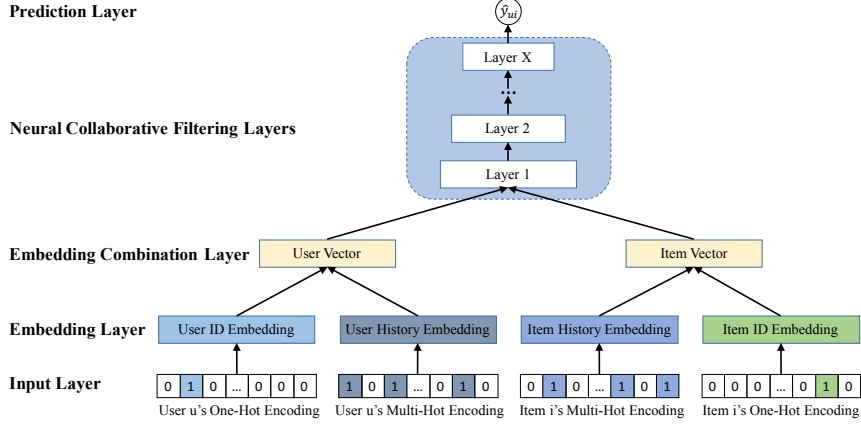 Prediction Layer
ŷui
Layer X
...
Neural Collaborative Filtering Layers
Layer 2
Layer 1
Embedding Combination Layer
User Vector Item Vector
Embedding Layer
User ID Embedding User History Embedding Item History Embedding Item ID Embedding
Input Layer
0 1 0 ... 0 0 0 1 0 1 ... 0 1 0 0 1 0 ... 1 0 1 0 0 0 ... 0 1 0
User u's One-Hot Encoding User u's Multi-Hot Encoding Item i's Multi-Hot Encoding Item i's One-Hot Encoding